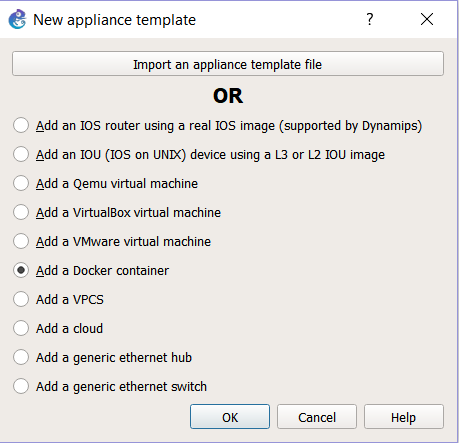 New appliance template
?
Import an appliance template file
OR
Add an IOS router using a real IOS image (supported by Dynamips)
Add an IOU (IOS on UNIX) device using a L3 or L2 IOU image
Add a Qemu virtual machine
Add a VirtualBox virtual machine
Add a VMware virtual machine
Add a Docker container
Add a VPCS
Add a cloud
Add a generic ethernet hub
Add a generic ethernet switch
OK Cancel Help